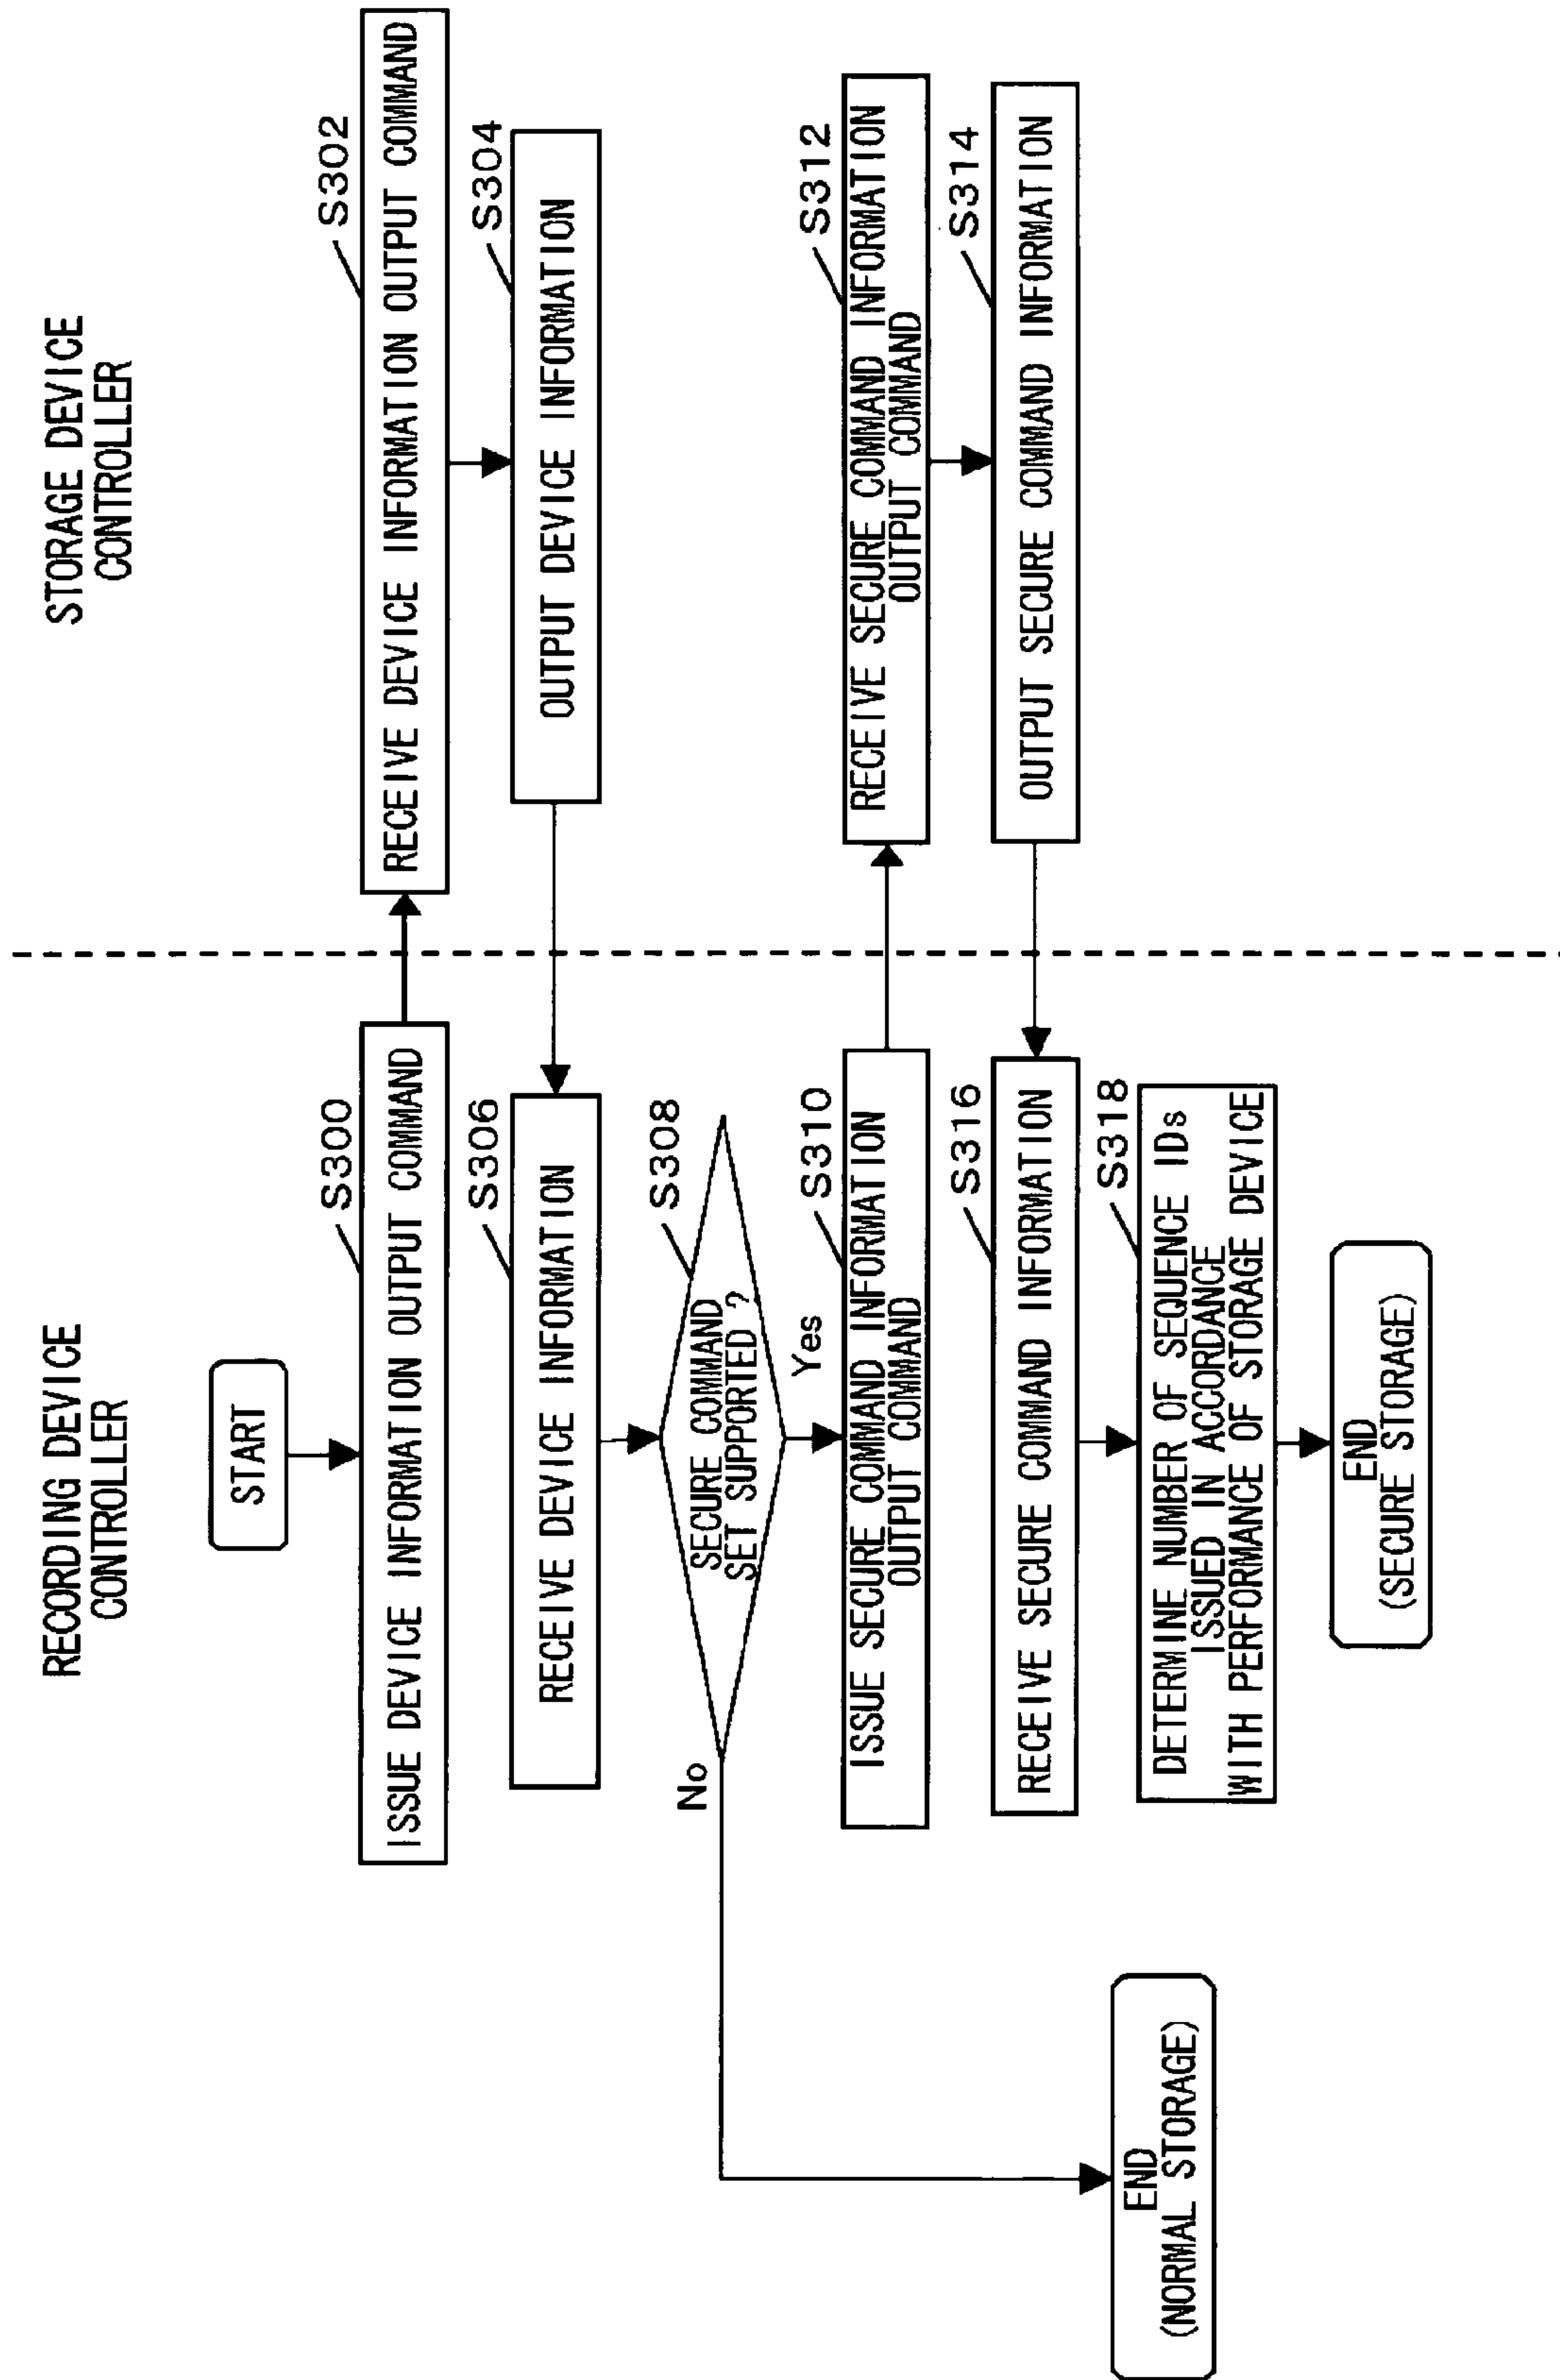 RECORDING DEVICE
CONTROLLER
STORAGE DEVICE
CONTROLLER
START
S300
ISSUE DEVICE INFORMATION OUTPUT COMMAND
S302
RECEIVE DEVICE INFORMATION OUTPUT COMMAND
S304
OUTPUT DEVICE INFORMATION
S306
RECEIVE DEVICE INFORMATION
S308
SECURE COMMAND
SET SUPPORTED ?
No
Yes
S310
ISSUE SECURE COMMAND INFORMATION
OUTPUT COMMAND
S312
RECEIVE SECURE COMMAND INFORMATION
OUTPUT COMMAND
S314
OUTPUT SECURE COMMAND INFORMATION
S316
RECEIVE SECURE COMMAND INFORMATION
S318
DETERMINE NUMBER OF SEQUENCE IDs
ISSUED IN ACCORDANCE
WITH PERFORMANCE OF STORAGE DEVICE
END
(NORMAL STORAGE)
END
(SECURE STORAGE)